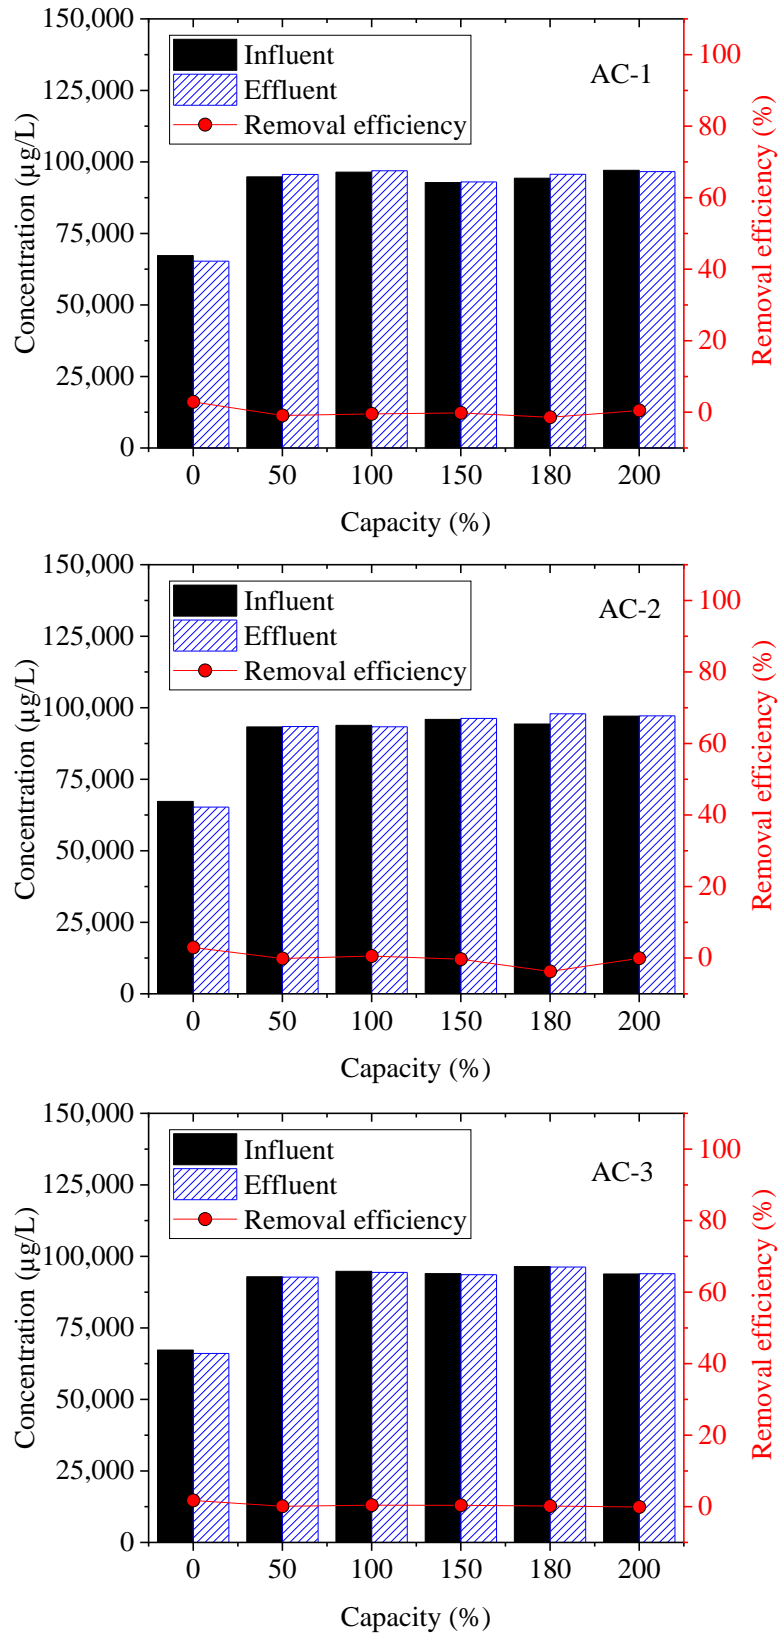 150,000
125,000
100,000
75,000
50,000
25,000
0
Concentration (µg/L)
Influent
Effluent
Removal efficiency
AC-1
100
80
60
40
20
0
Removal efficiency (%)
0 50 100 150 180 200
Capacity (%)
150,000
125,000
100,000
75,000
50,000
25,000
0
Concentration (µg/L)
Influent
Effluent
Removal efficiency
AC-2
100
80
60
40
20
0
Removal efficiency (%)
0 50 100 150 180 200
Capacity (%)
150,000
125,000
100,000
75,000
50,000
25,000
0
Concentration (µg/L)
Influent
Effluent
Removal efficiency
AC-3
100
80
60
40
20
0
Removal efficiency (%)
0 50 100 150 180 200
Capacity (%)